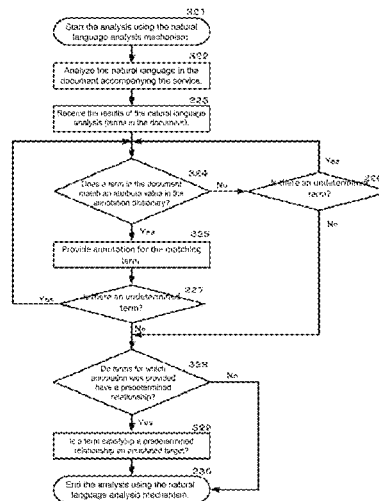 321
Start the analysis using the natural
language analysis mechanism.
322
Analyze the natural language in the
document accompanying the service.
323
Receive the results of the natural language
analysis (terms in the document).
324
Does a term in the document
match an attribute value in the
annotation dictionary?
No
Yes
Is there an undetermined
term?
No
Yes
325
Provide annotation for the matching
term
327
Is there an undetermined
term?
Yes
No
328
Do terms for which
annotation was provided
have a predetermined
relationship?
No
Yes
329
Is a term satisfying a predetermined
relationship an annotated target?
330
End the analysis using the natural
language analysis mechanism.